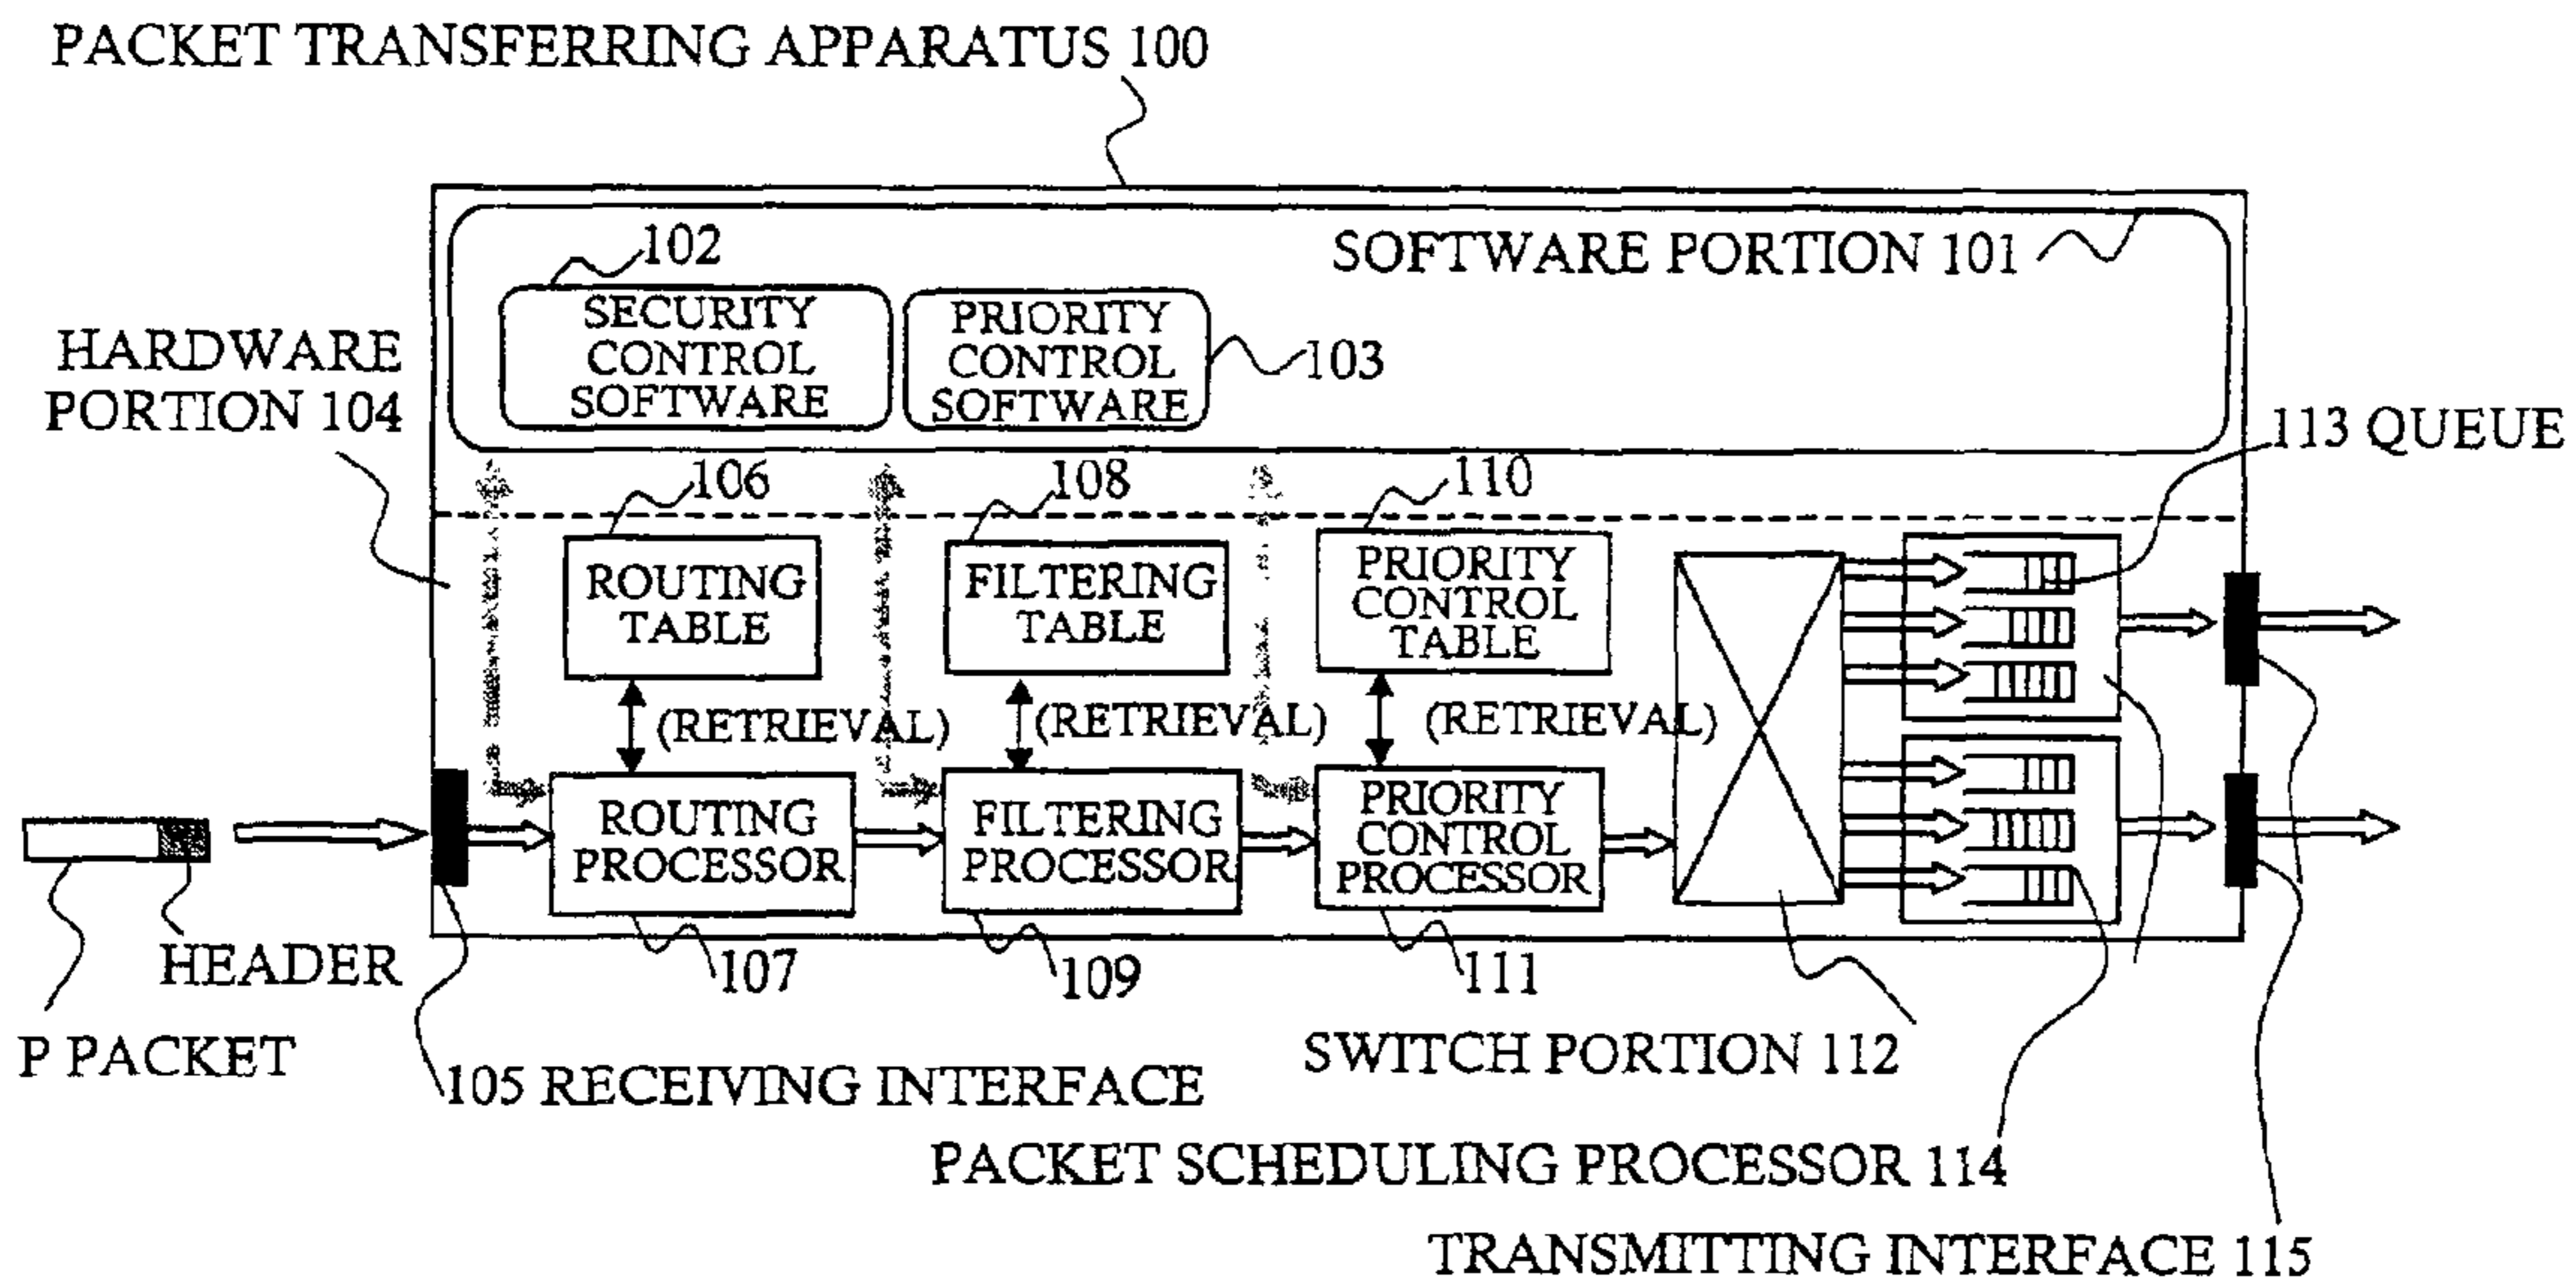 PACKET TRANSFERRING APPARATUS 100
SOFTWARE PORTION 101
102
SECURITY
CONTROL
SOFTWARE
PRIORITY
CONTROL
SOFTWARE
103
HARDWARE
PORTION 104
113 QUEUE
106
108
110
ROUTING
TABLE
FILTERING
TABLE
PRIORITY
CONTROL
TABLE
(RETRIEVAL)
(RETRIEVAL)
(RETRIEVAL)
ROUTING
PROCESSOR
FILTERING
PROCESSOR
PRIORITY
CONTROL
PROCESSOR
HEADER
107
109
111
P PACKET
105 RECEIVING INTERFACE
SWITCH PORTION 112
PACKET SCHEDULING PROCESSOR 114
TRANSMITTING INTERFACE 115